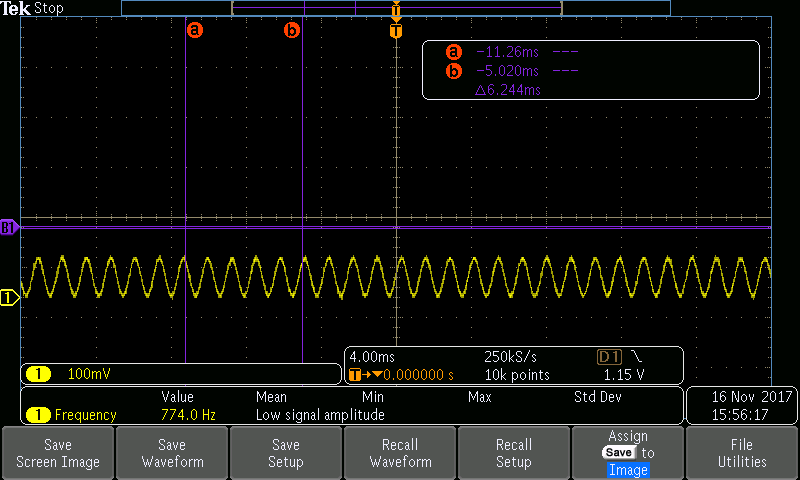 Tek Stop
a b T
a -11.26ms ---
b -5.020ms ---
△6.244ms
B1
1
1 100mV
4.00ms 250kS/s D1
T→▼0.000000 s 10k points 1.15 V
Value Mean Min Max Std Dev
1 Frequency 774.0 Hz Low signal amplitude
16 Nov 2017
15:56:17
Save
Screen Image
Save
Waveform
Save
Setup
Recall
Waveform
Recall
Setup
Assign
Save to
Image
File
Utilities